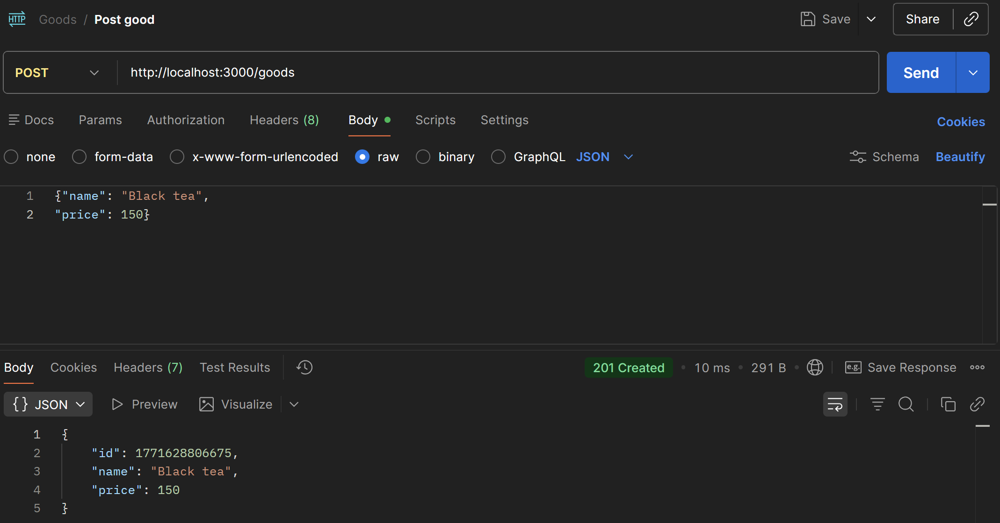 HTTP Goods / Post good Save Share
POST http://localhost:3000/goods Send
Docs Params Authorization Headers (8) Body Scripts Settings Cookies
none form-data x-www-form-urlencoded raw binary GraphQL JSON Schema Beautify
1 {"name": "Black tea",
2 "price": 150}
Body Cookies Headers (7) Test Results 201 Created • 10 ms • 291 B • e.g. Save Response
{ } JSON Preview Visualize
1 {
2 "id": 1771628806675,
3 "name": "Black tea",
4 "price": 150
5 }